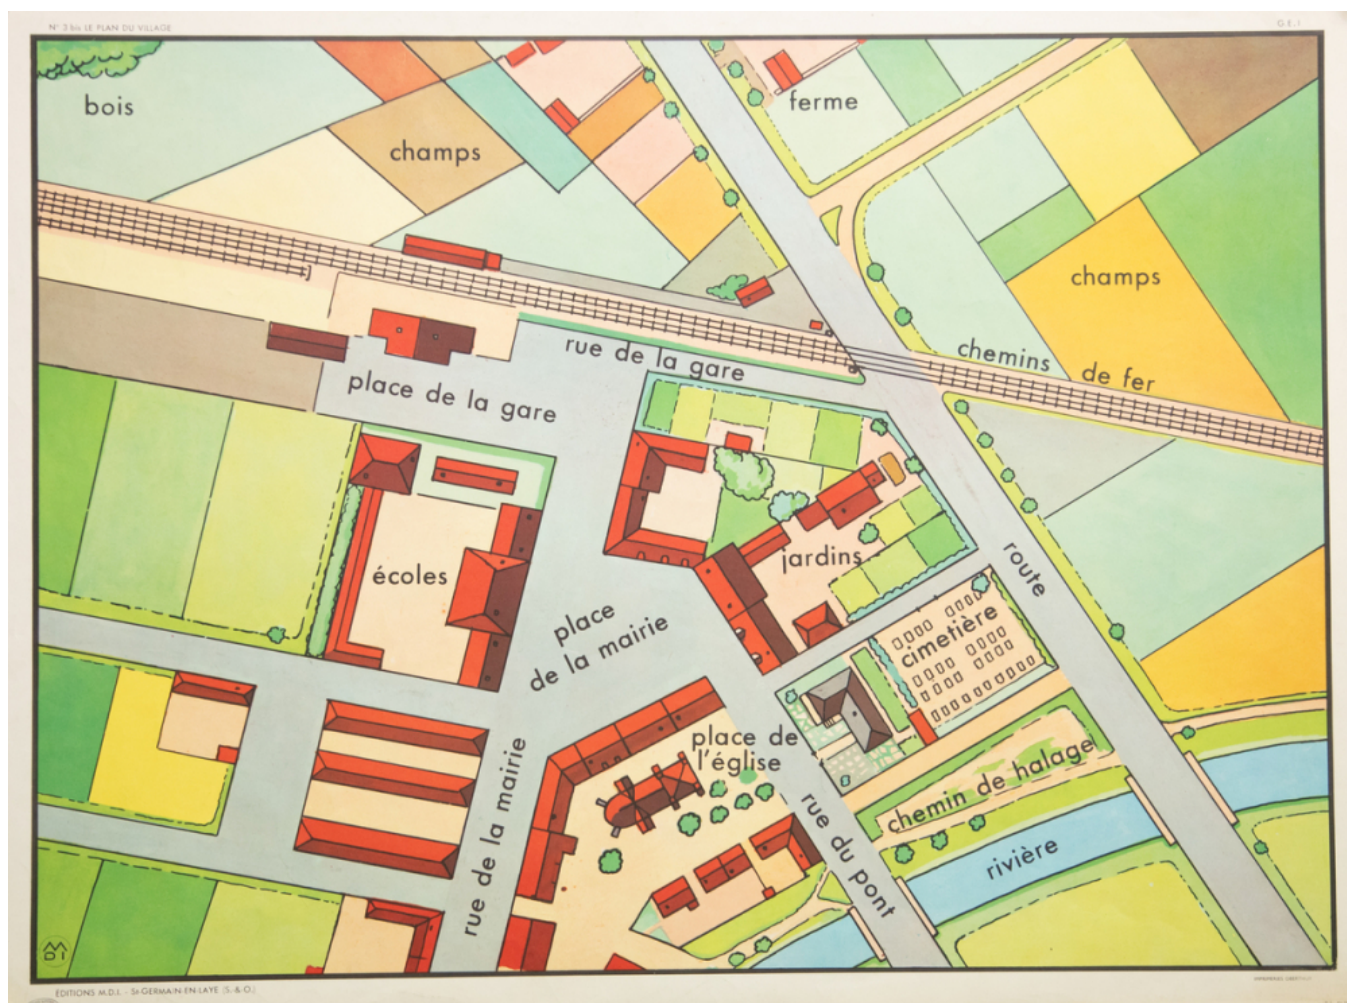 N° 3 bis LE PLAN DU VILLAGE
G.E.I
bois
champs
ferme
champs
rue de la gare
chemins de fer
place de la gare
écoles
jardins
route
place
de la mairie
cimetière
place de
l'église
chemin de halage
rue de la mairie
rue du pont
rivière
MDI
ÉDITIONS M.D.I. - St-GERMAIN-EN-LAYE (S.-&-O.)